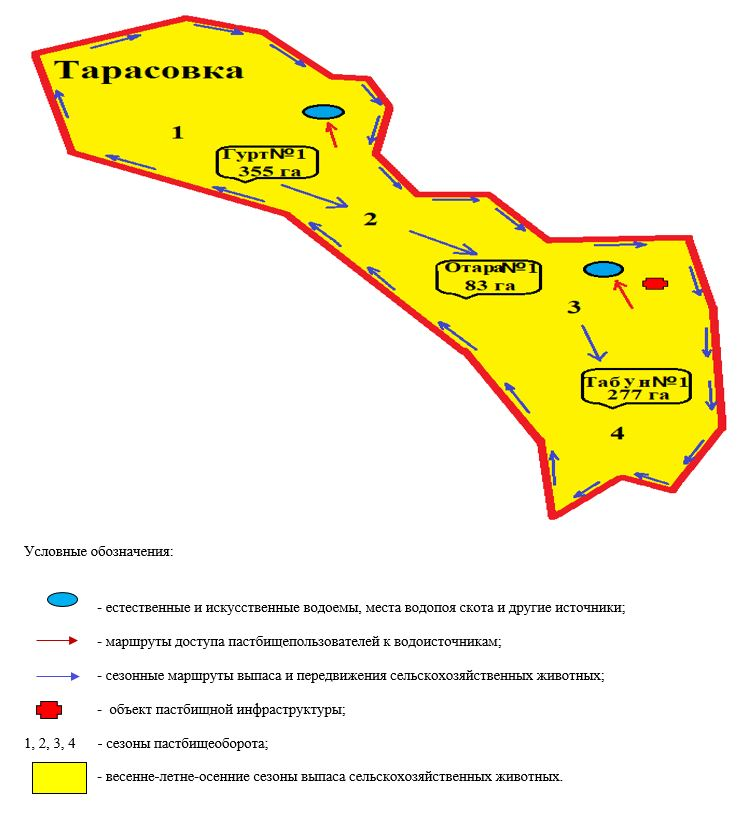 Тарасовка
1
Гурт№1
355 га
2
Отара№1
83 га
3
Табун№1
277 га
4
Условные обозначения:
- естественные и искусственные водоемы, места водопоя скота и другие источники;
- маршруты доступа пастбищепользователей к водоисточникам;
- сезонные маршруты выпаса и передвижения сельскохозяйственных животных;
- объект пастбищной инфраструктуры;
1, 2, 3, 4 - сезоны пастбищеоборота;
- весенне-летне-осенние сезоны выпаса сельскохозяйственных животных.